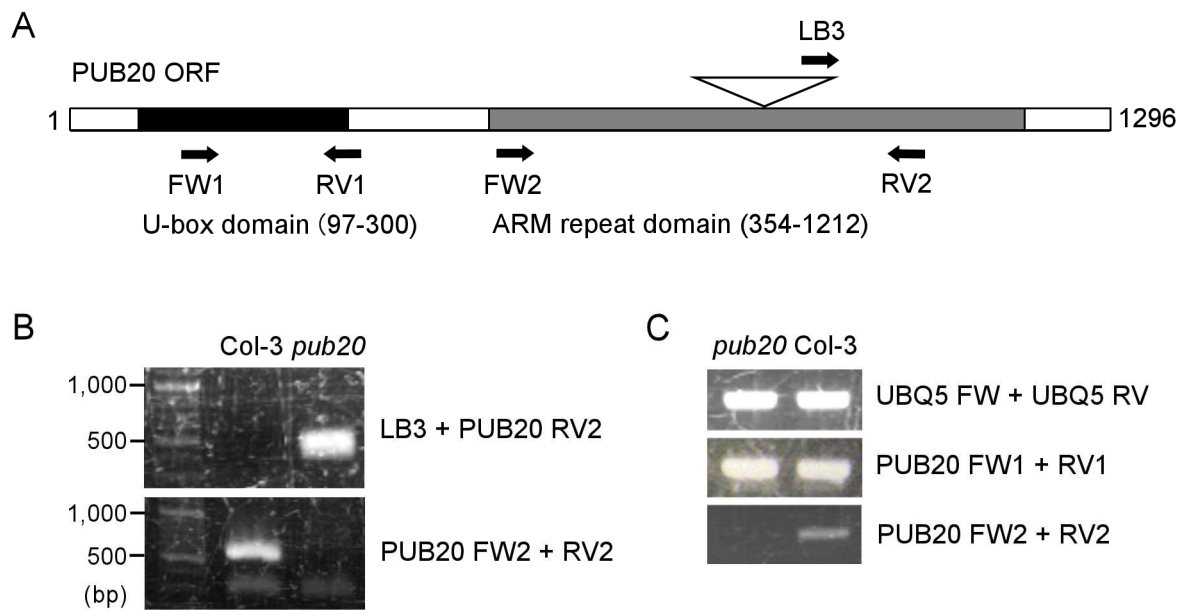 A
LB3
PUB20 ORF
1
1296
FW1
RV1
FW2
RV2
U-box domain (97-300)
ARM repeat domain (354-1212)
B
Col-3 pub20
1,000
500
LB3 + PUB20 RV2
1,000
500
(bp)
PUB20 FW2 + RV2
C
pub20 Col-3
UBQ5 FW + UBQ5 RV
PUB20 FW1 + RV1
PUB20 FW2 + RV2